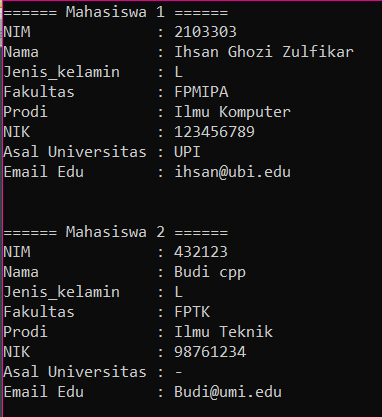 ====== Mahasiswa 1 ======
NIM : 2103303
Nama : Ihsan Ghozi Zulfikar
Jenis_kelamin : L
Fakultas : FPMIPA
Prodi : Ilmu Komputer
NIK : 123456789
Asal Universitas : UPI
Email Edu : ihsan@ubi.edu
====== Mahasiswa 2 ======
NIM : 432123
Nama : Budi cpp
Jenis_kelamin : L
Fakultas : FPTK
Prodi : Ilmu Teknik
NIK : 98761234
Asal Universitas : -
Email Edu : Budi@umi.edu